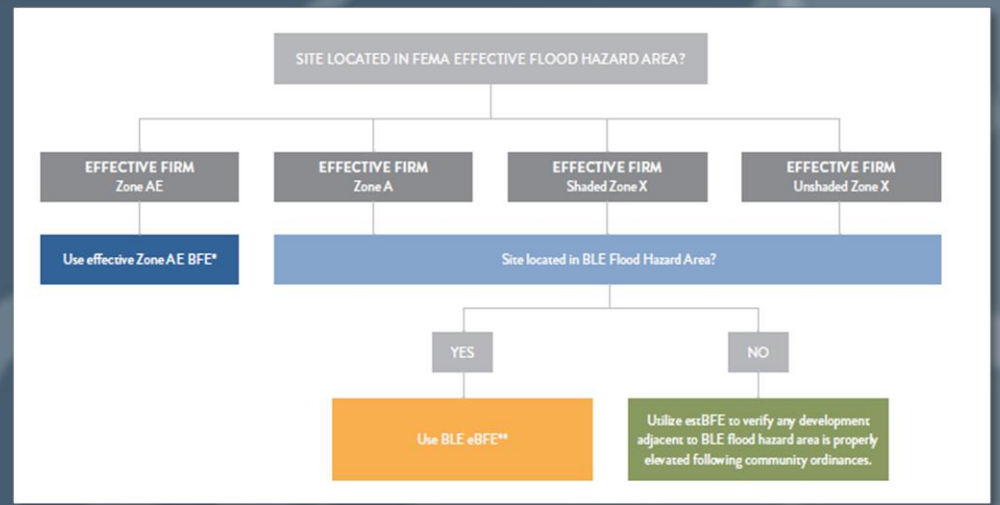 SITE LOCATED IN FEMA EFFECTIVE FLOOD HAZARD AREA?
EFFECTIVE FIRM
Zone AE
EFFECTIVE FIRM
Zone A
EFFECTIVE FIRM
Shaded Zone X
EFFECTIVE FIRM
Unshaded Zone X
Use effective Zone AE BFE*
Site located in BLE Flood Hazard Area?
YES
NO
Use BLE eBFE**
Utilize estBFE to verify any development
adjacent to BLE flood hazard area is properly
elevated following community ordinances.